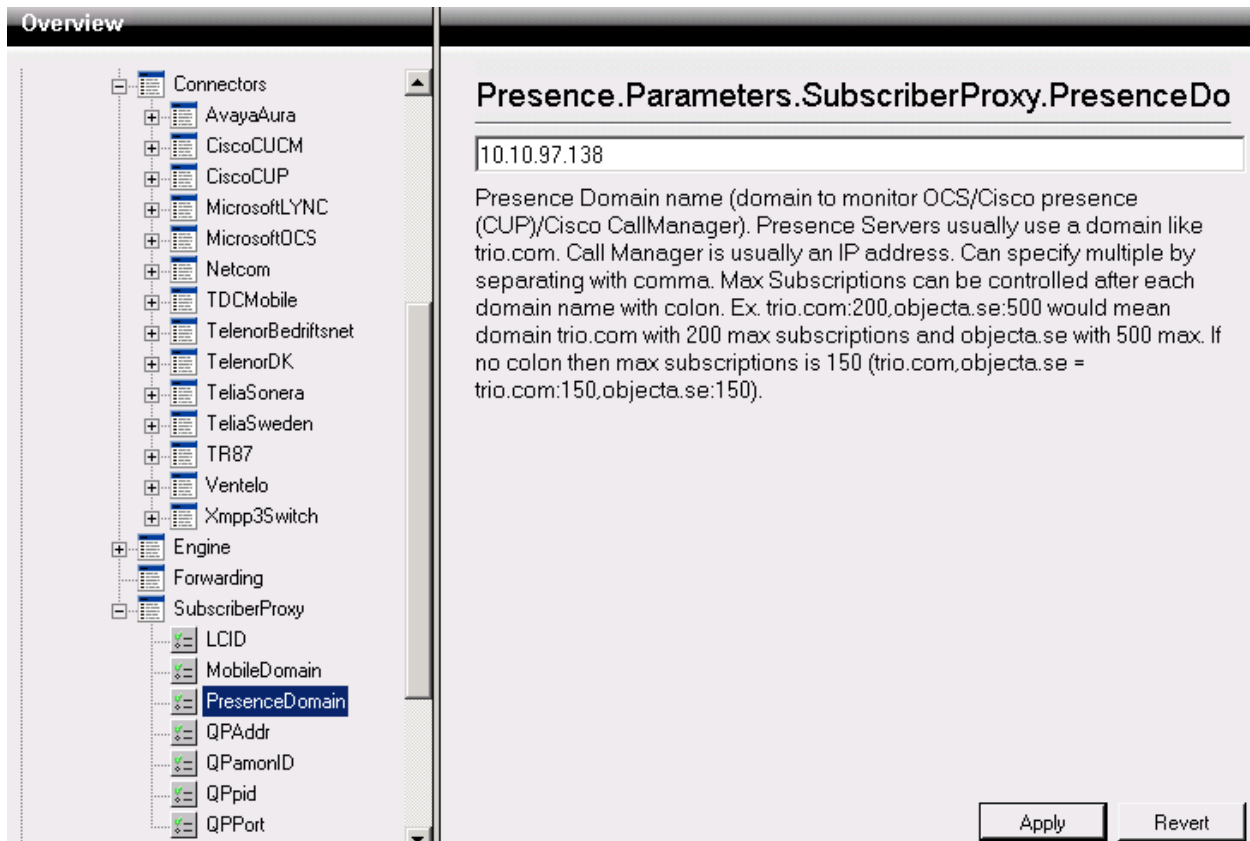 Overview
Connectors
AvayaAura
CiscoCUCM
CiscoCUP
MicrosoftLYNC
MicrosoftOCS
Netcom
TDCMobile
TelenorBedriftsnet
TelenorDK
TeliaSonera
TeliaSweden
TR87
Ventelo
Xmpp3Switch
Engine
Forwarding
SubscriberProxy
LCID
MobileDomain
PresenceDomain
QPAddr
QPamonID
QPpid
QPPort
Presence.Parameters.SubscriberProxy.PresenceDo
10.10.97.138
Presence Domain name (domain to monitor OCS/Cisco presence
(CUP)/Cisco CallManager). Presence Servers usually use a domain like
trio.com. Call Manager is usually an IP address. Can specify multiple by
separating with comma. Max Subscriptions can be controlled after each
domain name with colon. Ex. trio.com:200,objecta.se:500 would mean
domain trio.com with 200 max subscriptions and objecta.se with 500 max. If
no colon then max subscriptions is 150 (trio.com,objecta.se =
trio.com:150,objecta.se:150).
Apply
Revert